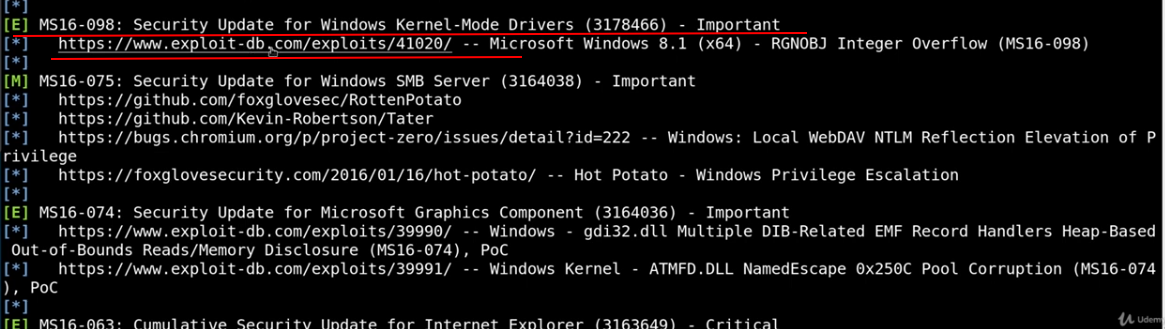 [*]
[E] MS16-098: Security Update for Windows Kernel-Mode Drivers (3178466) - Important
[*]   https://www.exploit-db.com/exploits/41020/ -- Microsoft Windows 8.1 (x64) - RGNOBJ Integer Overflow (MS16-098)
[*]
[M] MS16-075: Security Update for Windows SMB Server (3164038) - Important
[*]   https://github.com/foxglovesec/RottenPotato
[*]   https://github.com/Kevin-Robertson/Tater
[*]   https://bugs.chromium.org/p/project-zero/issues/detail?id=222 -- Windows: Local WebDAV NTLM Reflection Elevation of P
rivilege
[*]   https://foxglovesecurity.com/2016/01/16/hot-potato/ -- Hot Potato - Windows Privilege Escalation
[*]
[E] MS16-074: Security Update for Microsoft Graphics Component (3164036) - Important
[*]   https://www.exploit-db.com/exploits/39990/ -- Windows - gdi32.dll Multiple DIB-Related EMF Record Handlers Heap-Based
 Out-of-Bounds Reads/Memory Disclosure (MS16-074), PoC
[*]   https://www.exploit-db.com/exploits/39991/ -- Windows Kernel - ATMFD.DLL NamedEscape 0x250C Pool Corruption (MS16-074
), PoC
[*]
[E] MS16-063: Cumulative Security Update for Internet Explorer (3163649) - Critical